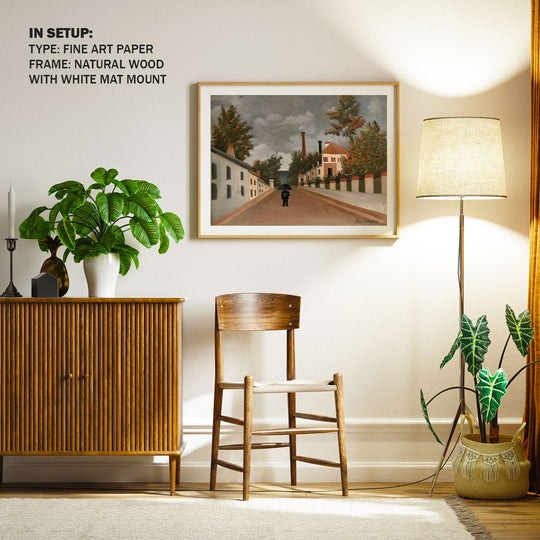 IN SETUP:
TYPE: FINE ART PAPER
FRAME: NATURAL WOOD
WITH WHITE MAT MOUNT